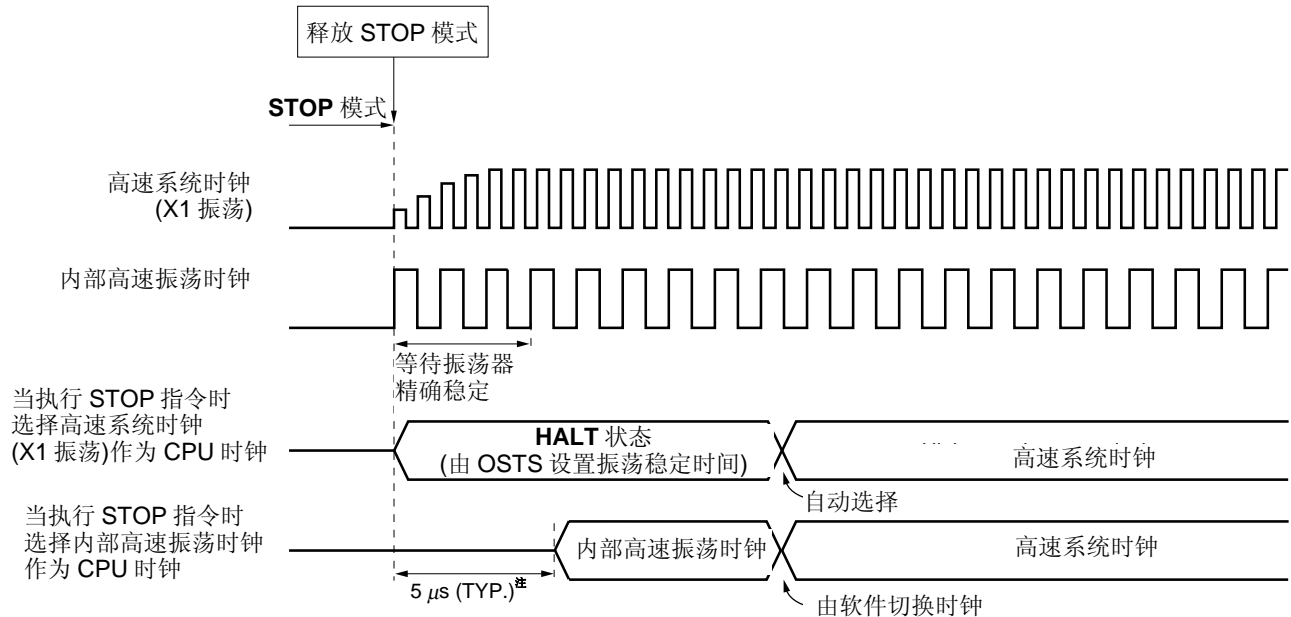 释放 STOP 模式
STOP 模式
高速系统时钟
(X1 振荡)
内部高速振荡时钟
等待振荡器
精确稳定
当执行 STOP 指令时
选择高速系统时钟
(X1 振荡)作为 CPU 时钟
HALT 状态
(由 OSTS 设置振荡稳定时间)
高速系统时钟
自动选择
当执行 STOP 指令时
选择内部高速振荡时钟
作为 CPU 时钟
内部高速振荡时钟
高速系统时钟
5 μs (TYP.)注
由软件切换时钟